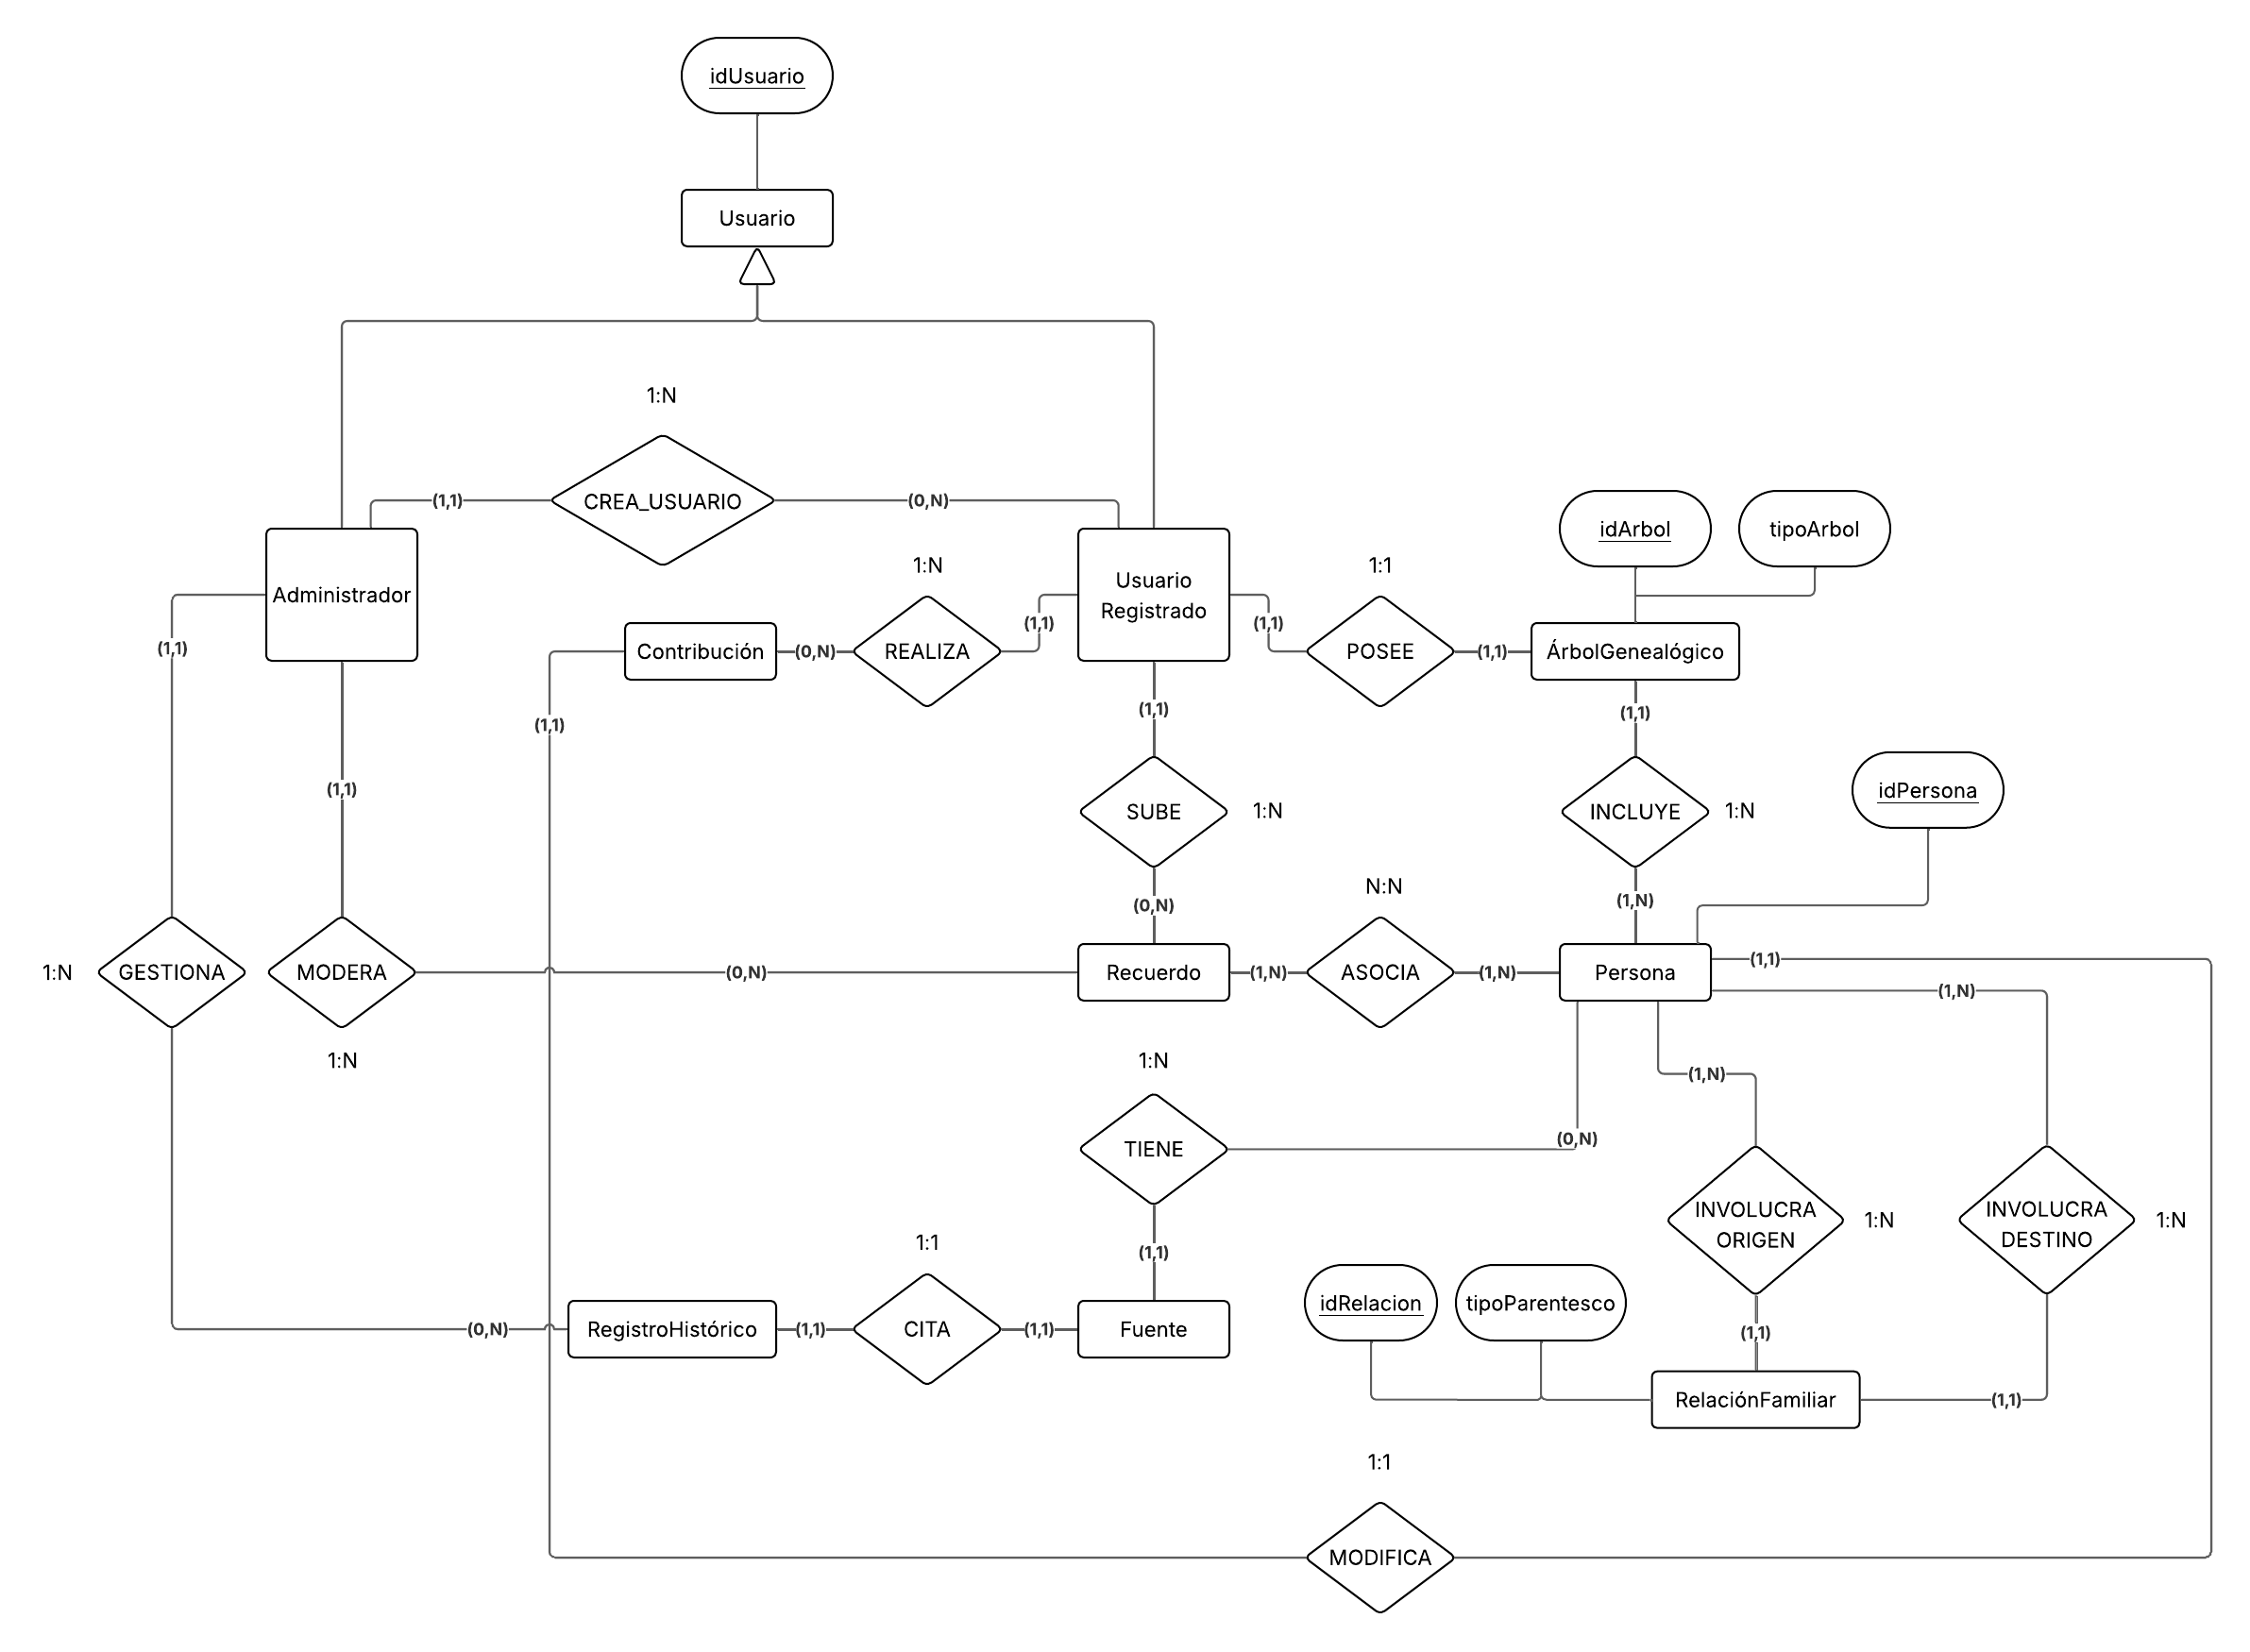 idUsuario
Usuario
1:N
CREA_USUARIO
(1,1)
(0,N)
idArbol
tipoArbol
Administrador
Usuario
Registrado
1:N
1:1
(1,1)
Contribución
(0,N)
REALIZA
(1,1)
(1,1)
POSEE
(1,1)
ÁrbolGenealógico
(1,1)
(1,1)
(1,1)
(1,1)
idPersona
SUBE
1:N
INCLUYE
1:N
(0,N)
N:N
(1,N)
1:N
GESTIONA
MODERA
(0,N)
Recuerdo
(1,N)
ASOCIA
(1,N)
Persona
(1,1)
(1,N)
1:N
1:N
(1,N)
TIENE
(0,N)
INVOLUCRA
ORIGEN
1:N
INVOLUCRA
DESTINO
1:N
1:1
(1,1)
idRelacion
tipoParentesco
(0,N)
RegistroHistórico
(1,1)
CITA
(1,1)
Fuente
(1,1)
RelaciónFamiliar
(1,1)
1:1
MODIFICA